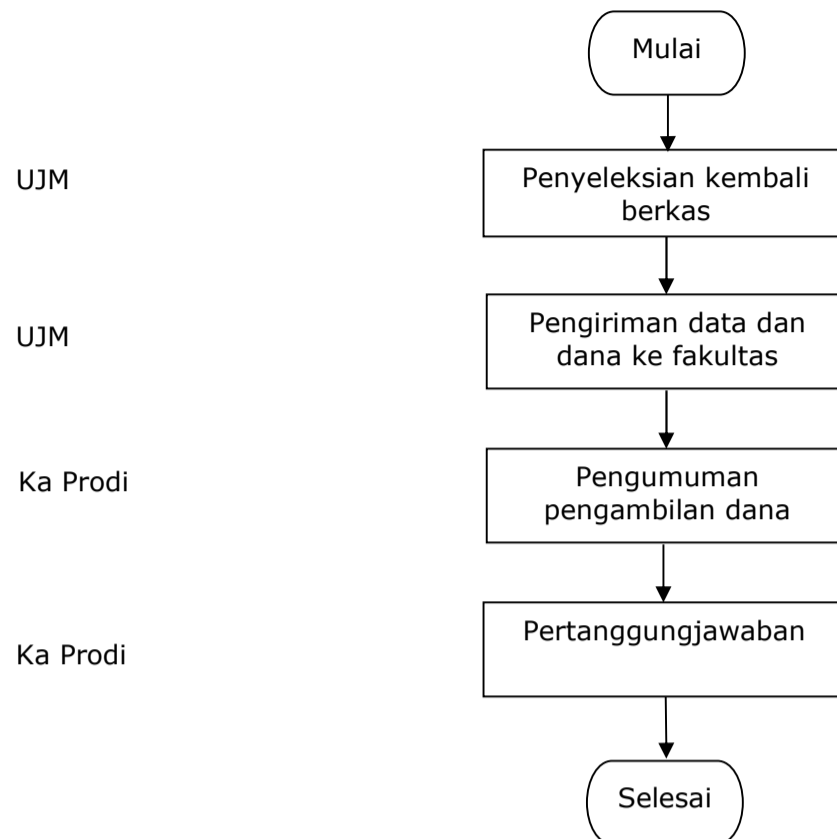 Mulai
UJM
Penyeleksian kembali
berkas
UJM
Pengiriman data dan
dana ke fakultas
Ka Prodi
Pengumuman
pengambilan dana
Ka Prodi
Pertanggungjawaban
Selesai